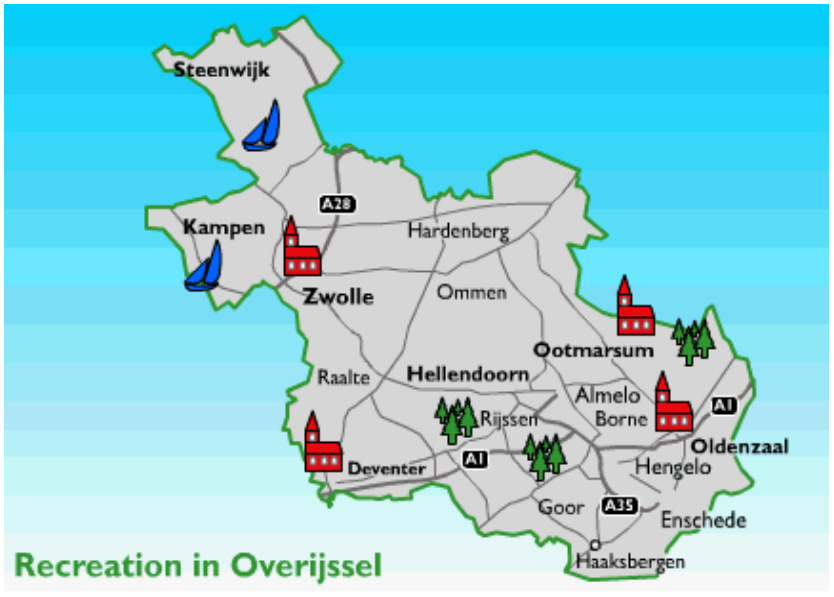 Steenwijk
A28
Kampen
Hardenberg
Zwolle
Ommen
Ootmarsum
Raalte
Hellendoorn
Almelo
A1
Rijssen
Borne
Oldenzaal
Deventer
A1
Hengelo
Goor
A35
Enschede
Haaksbergen
Recreation in Overijssel